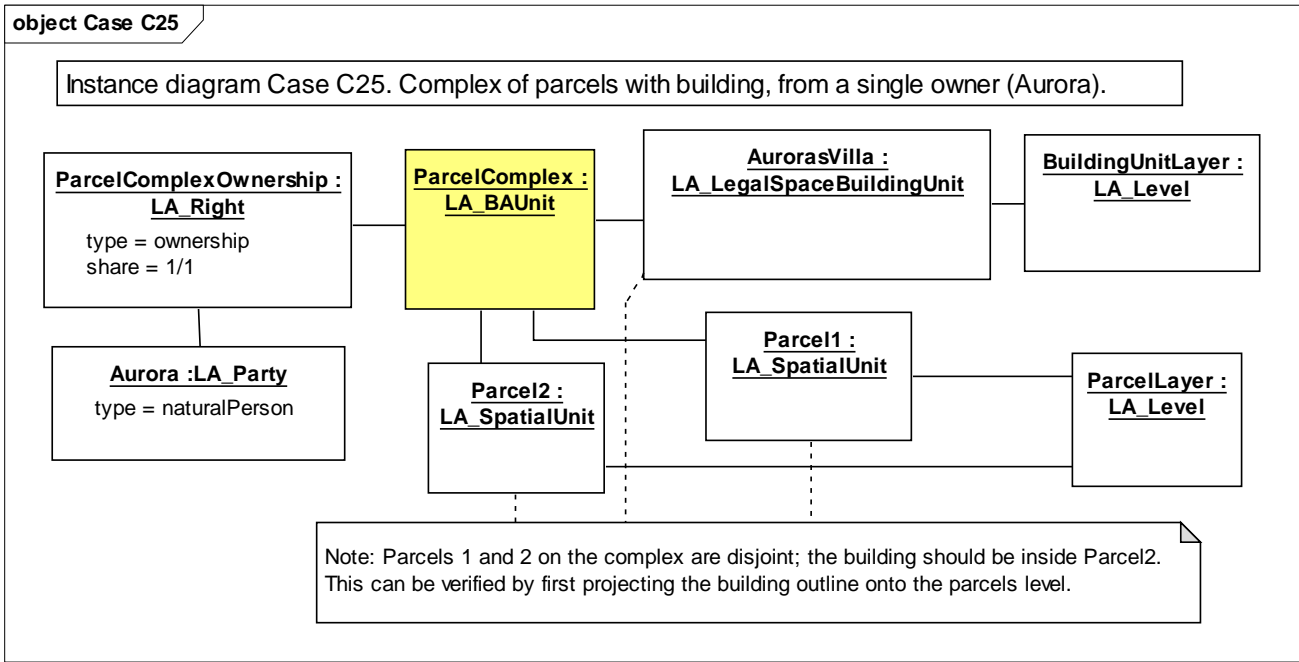 object Case C25
Instance diagram Case C25. Complex of parcels with building, from a single owner (Aurora).
ParcelComplexOwnership :
LA_Right
type = ownership
share = 1/1
ParcelComplex :
LA_BAUnit
AurorasVilla :
LA_LegalSpaceBuildingUnit
BuildingUnitLayer :
LA_Level
Aurora :LA_Party
type = naturalPerson
Parcel2 :
LA_SpatialUnit
Parcel1 :
LA_SpatialUnit
ParcelLayer :
LA_Level
Note: Parcels 1 and 2 on the complex are disjoint; the building should be inside Parcel2.
This can be verified by first projecting the building outline onto the parcels level.